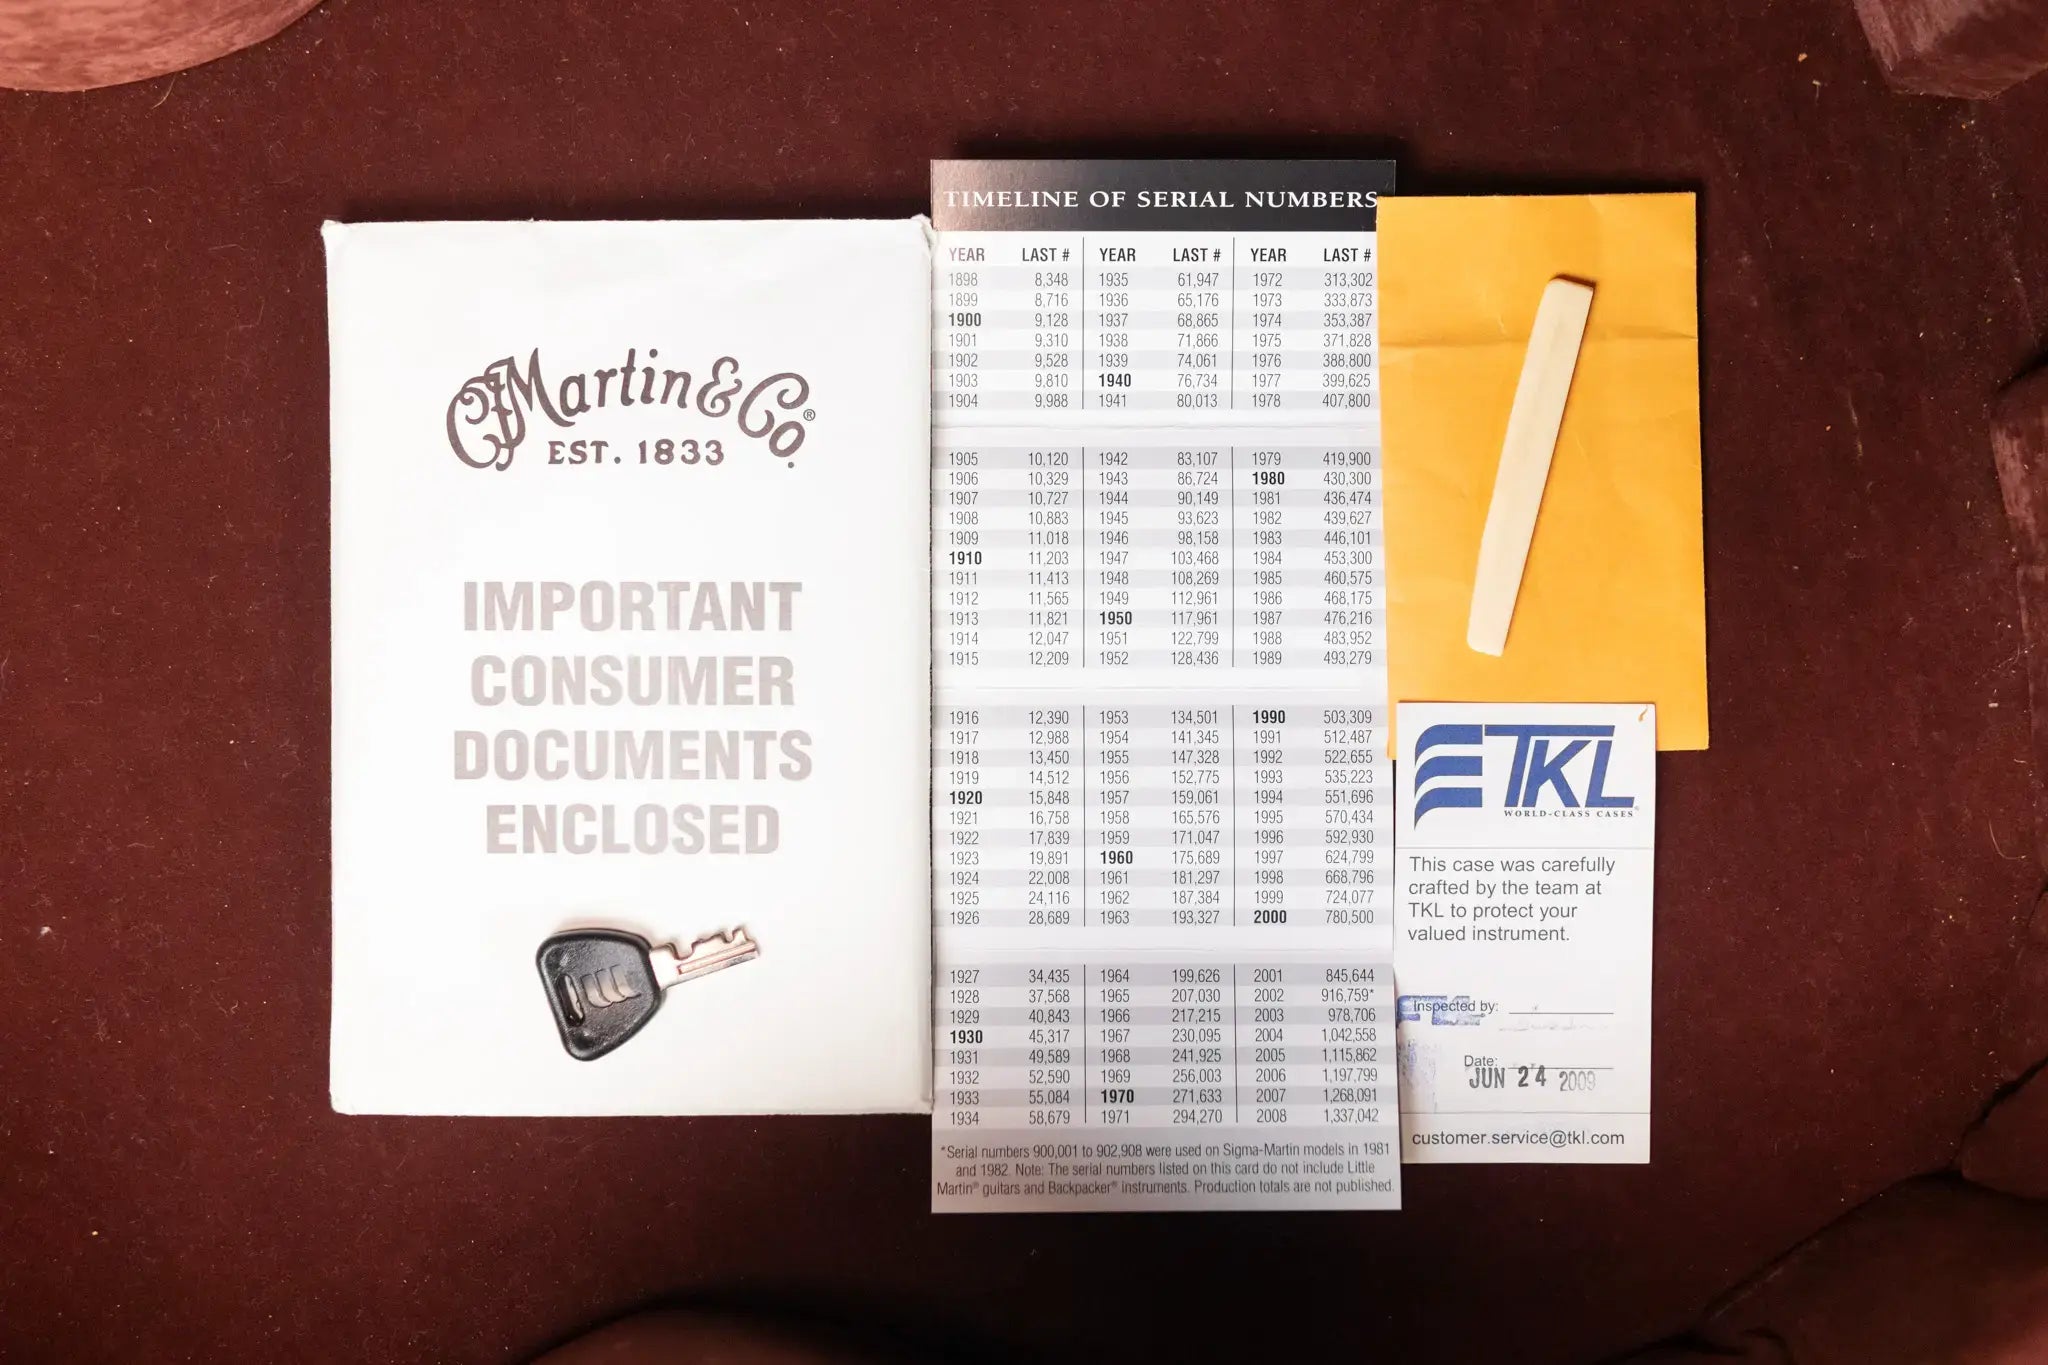 CF Martin & Co.®
EST. 1833
IMPORTANT
CONSUMER
DOCUMENTS
ENCLOSED
TIMELINE OF SERIAL NUMBERS
YEAR LAST # YEAR LAST # YEAR LAST #
1898 8,348 1935 61,947 1972 313,302
1899 8,716 1936 65,176 1973 333,873
1900 9,128 1937 68,865 1974 353,387
1901 9,310 1938 71,866 1975 371,828
1902 9,528 1939 74,061 1976 388,800
1903 9,810 1940 76,734 1977 399,625
1904 9,988 1941 80,013 1978 407,800
1905 10,120 1942 83,107 1979 419,900
1906 10,329 1943 86,724 1980 430,300
1907 10,727 1944 90,149 1981 436,474
1908 10,883 1945 93,623 1982 439,627
1909 11,018 1946 98,158 1983 446,101
1910 11,203 1947 103,468 1984 453,300
1911 11,413 1948 108,269 1985 460,575
1912 11,565 1949 112,961 1986 468,175
1913 11,821 1950 117,961 1987 476,216
1914 12,047 1951 122,799 1988 483,952
1915 12,209 1952 128,436 1989 493,279
1916 12,390 1953 134,501 1990 503,309
1917 12,988 1954 141,345 1991 512,487
1918 13,450 1955 147,328 1992 522,655
1919 14,512 1956 152,775 1993 535,223
1920 15,848 1957 159,061 1994 551,696
1921 16,758 1958 165,576 1995 570,434
1922 17,839 1959 171,047 1996 592,930
1923 19,891 1960 175,689 1997 624,799
1924 22,008 1961 181,297 1998 668,796
1925 24,116 1962 187,384 1999 724,077
1926 28,689 1963 193,327 2000 780,500
1927 34,435 1964 199,626 2001 845,644
1928 37,568 1965 207,030 2002 916,759*
1929 40,843 1966 217,215 2003 978,706
1930 45,317 1967 230,095 2004 1,042,558
1931 49,589 1968 241,925 2005 1,115,862
1932 52,590 1969 256,003 2006 1,197,799
1933 55,084 1970 271,633 2007 1,268,091
1934 58,679 1971 294,270 2008 1,337,042
*Serial numbers 900,001 to 902,908 were used on Sigma-Martin models in 1981
and 1982. Note: The serial numbers listed on this card do not include Little
Martin® guitars and Backpacker® instruments. Production totals are not published.
TKL
WORLD-CLASS CASES
This case was carefully
crafted by the team at
TKL to protect your
valued instrument.
Inspected by:
Date:
JUN 24 2009
customer.service@tkl.com